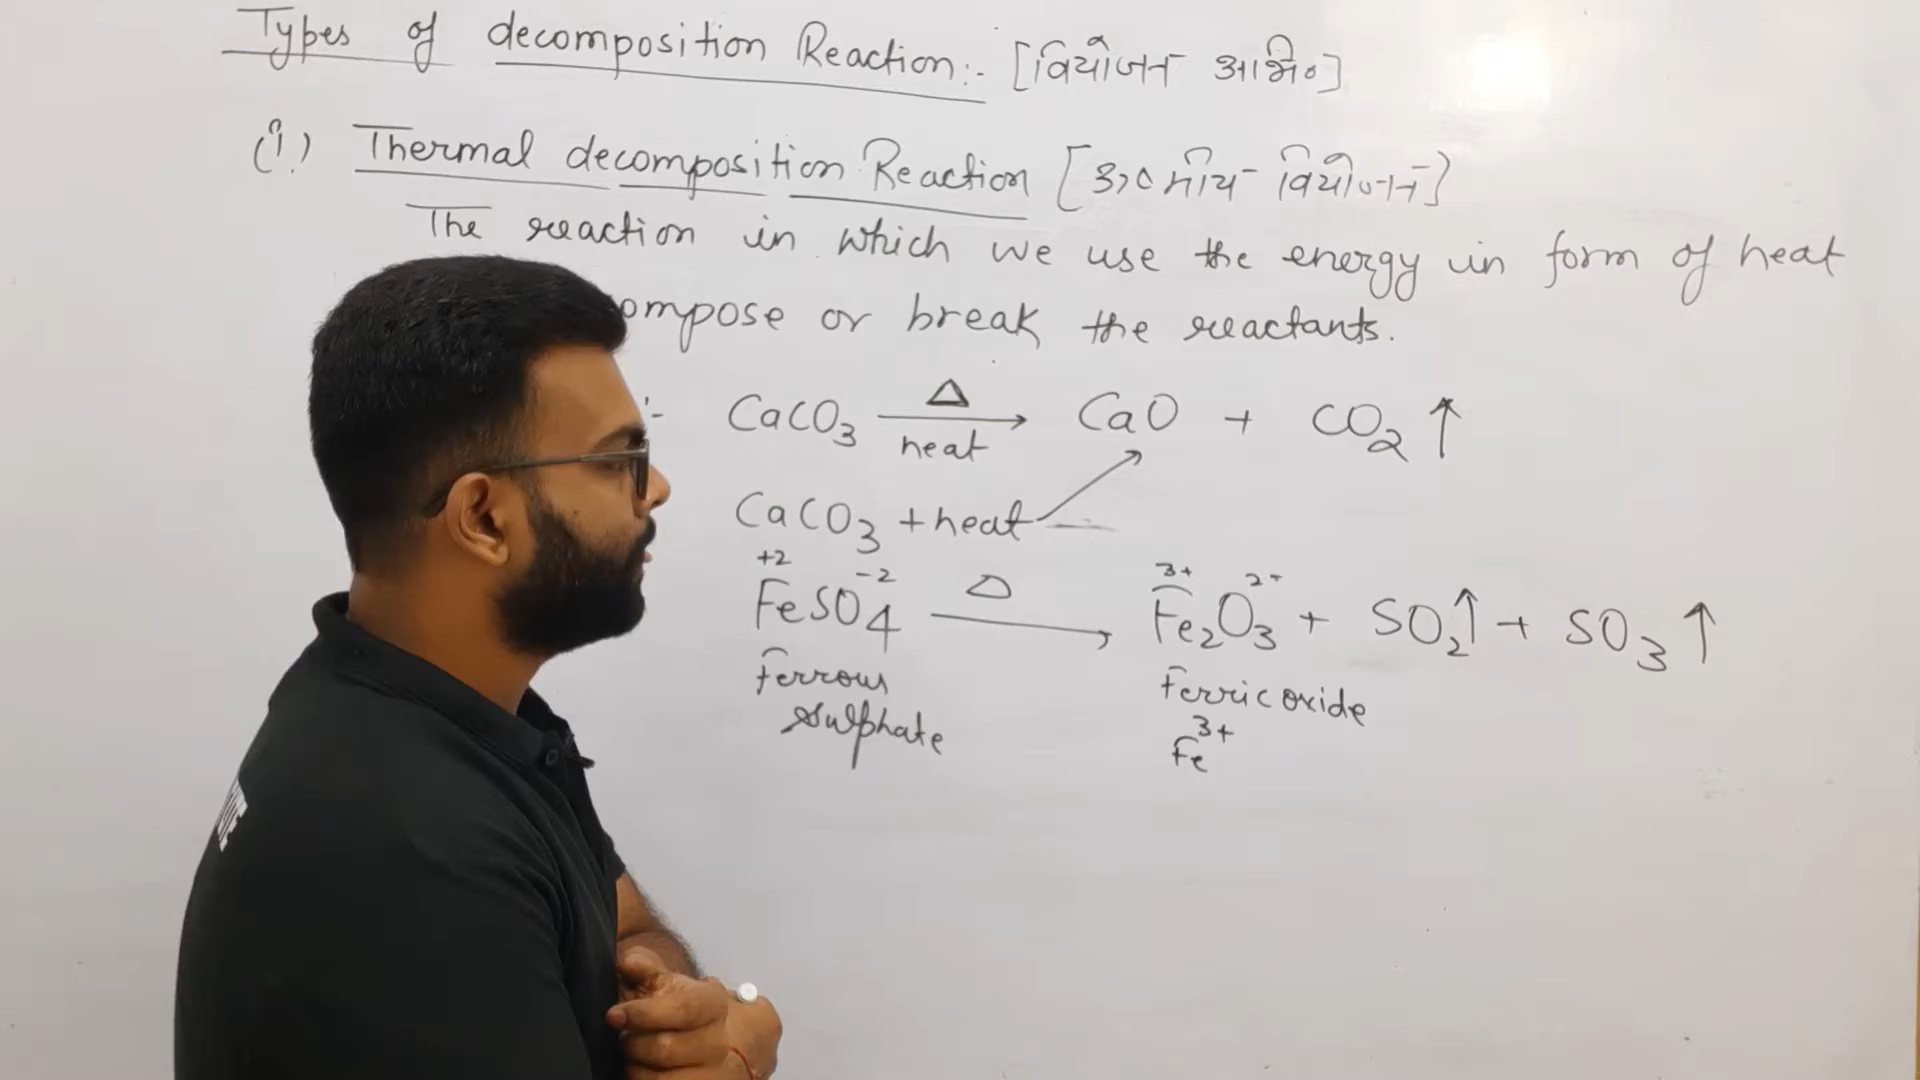 Types of decomposition Reaction:- [वियोजन अभि०]
(i) Thermal decomposition Reaction [उष्मीय वियोजन]
The reaction in which we use the energy in form of heat
ompose or break the reactants.
:- CaCO3 → CaO + CO2 ↑
Δ
heat
CaCO3 + heat
+2 -2 Δ 3+ 2-
FeSO4 → Fe2O3 + SO2↑ + SO3 ↑
Ferrous Ferric oxide
Sulphate Fe3+